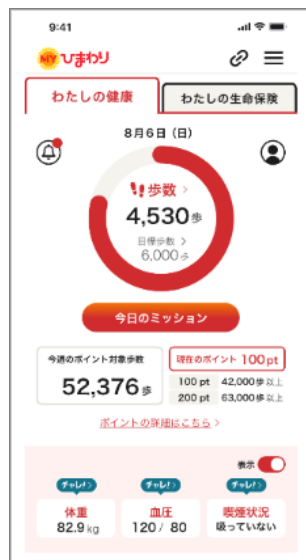 9:41
MY ひまわり
わたしの健康
わたしの生命保険
8月6日 (日)
歩数 >
4,530歩
目標歩数 >
6,000歩
今日のミッション
今週のポイント対象歩数
52,376歩
現在のポイント 100pt
100 pt 42,000歩以上
200 pt 63,000歩以上
ポイントの詳細はこちら >
表示
チャレ!> チャレ!> チャレ!>
体重
82.9kg
血圧
120 / 80
喫煙状況
吸っていない